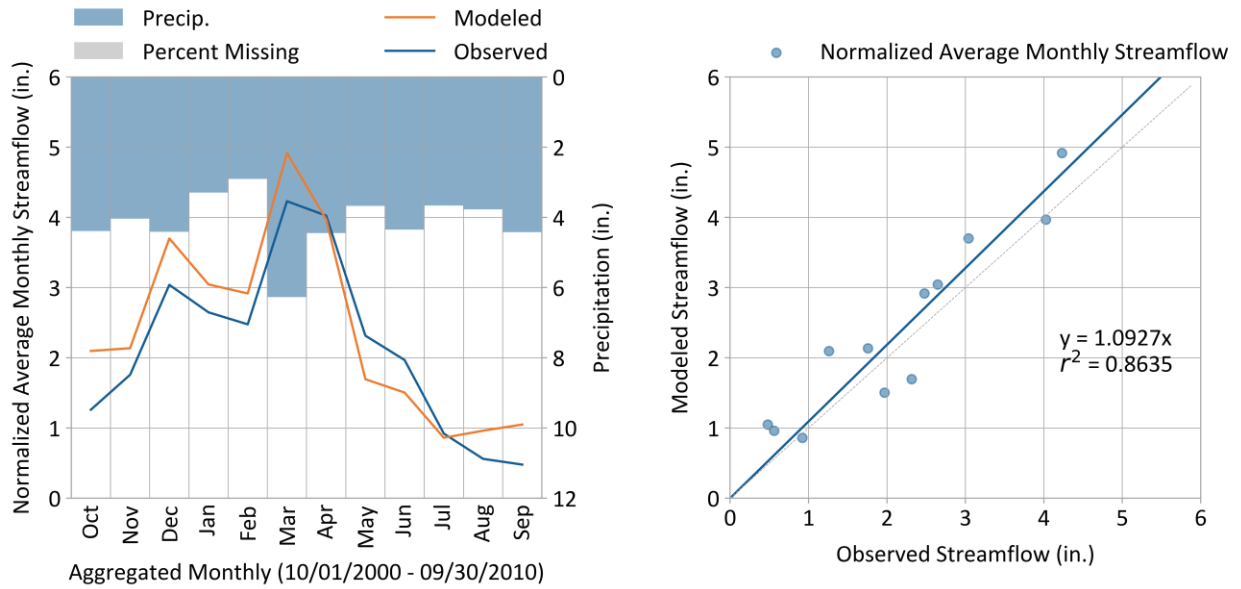 Precip.
Modeled
Percent Missing
Observed
Normalized Average Monthly Streamflow (in.)
6
5
4
3
2
1
0
0
2
4
6
8
10
12
Precipitation (in.)
Oct
Nov
Dec
Jan
Feb
Mar
Apr
May
Jun
Jul
Aug
Sep
Aggregated Monthly (10/01/2000 - 09/30/2010)
Normalized Average Monthly Streamflow
Modeled Streamflow (in.)
6
5
4
3
2
1
0
y = 1.0927x
r² = 0.8635
0 1 2 3 4 5 6
Observed Streamflow (in.)